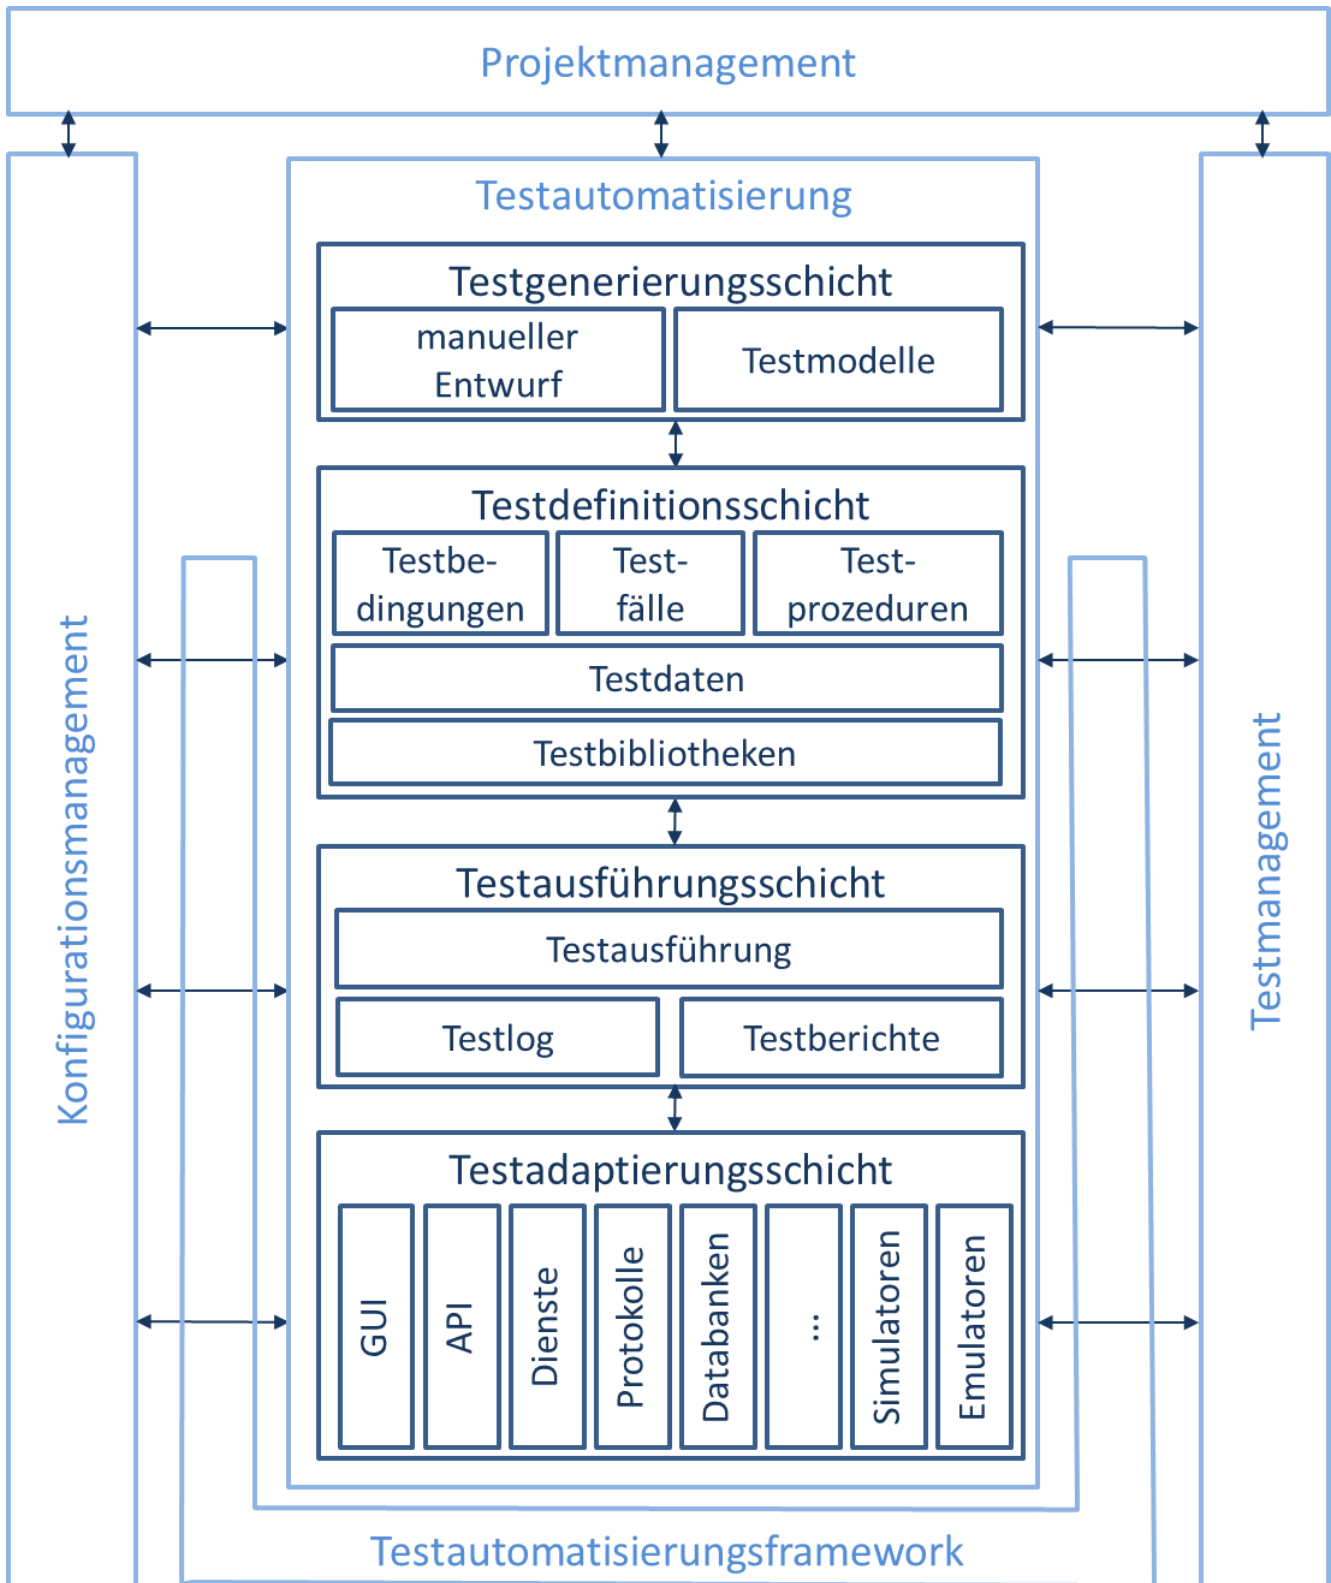 Projektmanagement
Testautomatisierung
Testgenerierungsschicht
manueller
Entwurf
Testmodelle
Testdefinitionsschicht
Testbe-
dingungen
Test-
fälle
Test-
prozeduren
Testdaten
Testbibliotheken
Testausführungsschicht
Testausführung
Testlog
Testberichte
Testadaptierungsschicht
GUI
API
Dienste
Protokolle
Databanken
...
Simulatoren
Emulatoren
Konfigurationsmanagement
Testmanagement
Testautomatisierungsframework